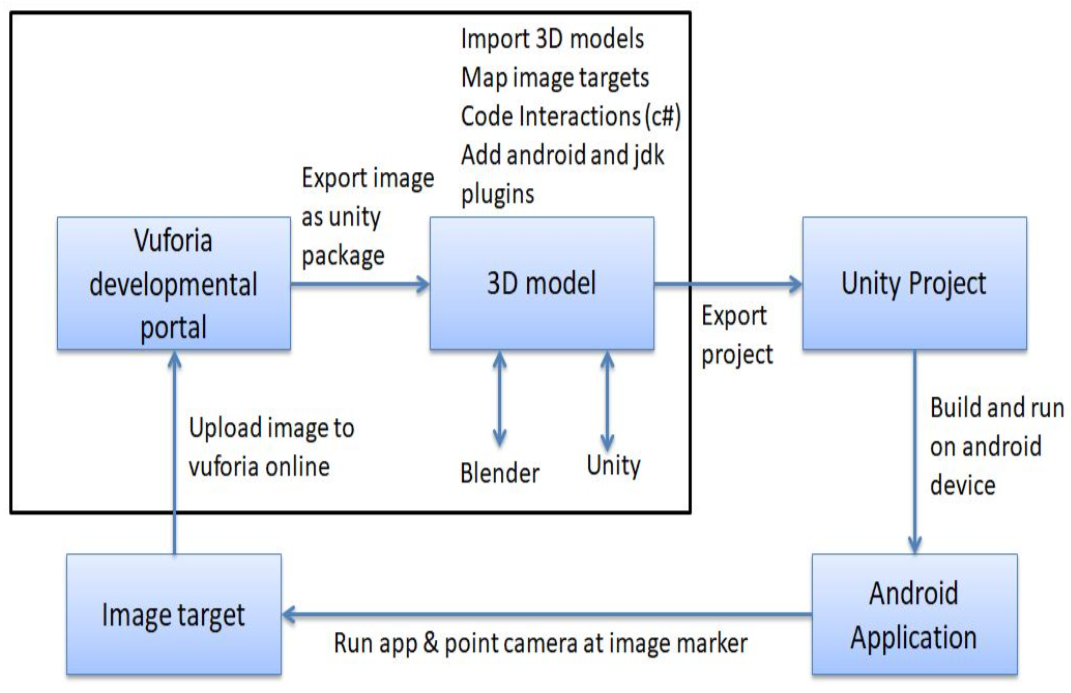 Import 3D models
Map image targets
Code Interactions (c#)
Add android and jdk
plugins
Export image
as unity
package
Vuforia
developmental
portal
3D model
Unity Project
Export
project
Upload image to
vuforia online
Blender
Unity
Build and run
on android
device
Image target
Run app & point camera at image marker
Android
Application